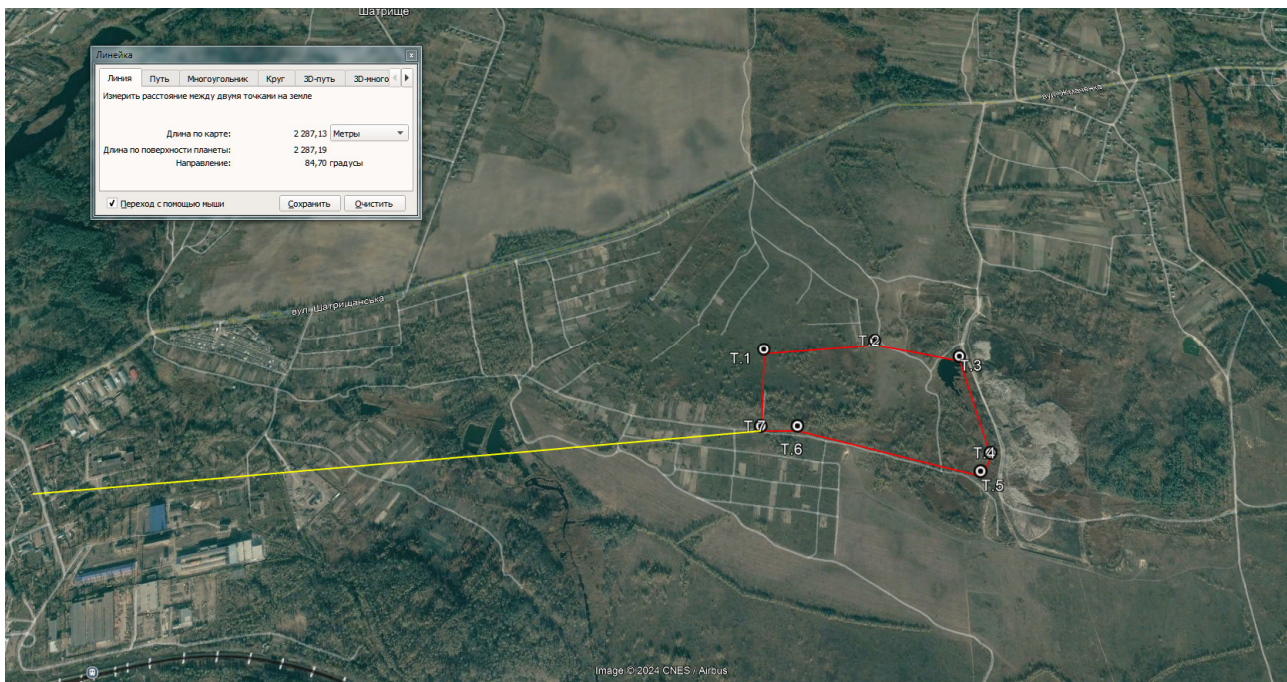 Шатрище
Линейка
Линия Путь Многоугольник Круг 3D-путь 3D-много
Измерить расстояние между двумя точками на земле
Длина по карте: 2 287,13 Метры
Длина по поверхности планеты: 2 287,19
Направление: 84,70 градусы
Переход с помощью мыши Сохранить Очистить
вул. Шатрищанська
Т.1
Т.2
Т.3
Т.7
Т.6
Т.4
Т.5
Image © 2024 CNES / Airbus